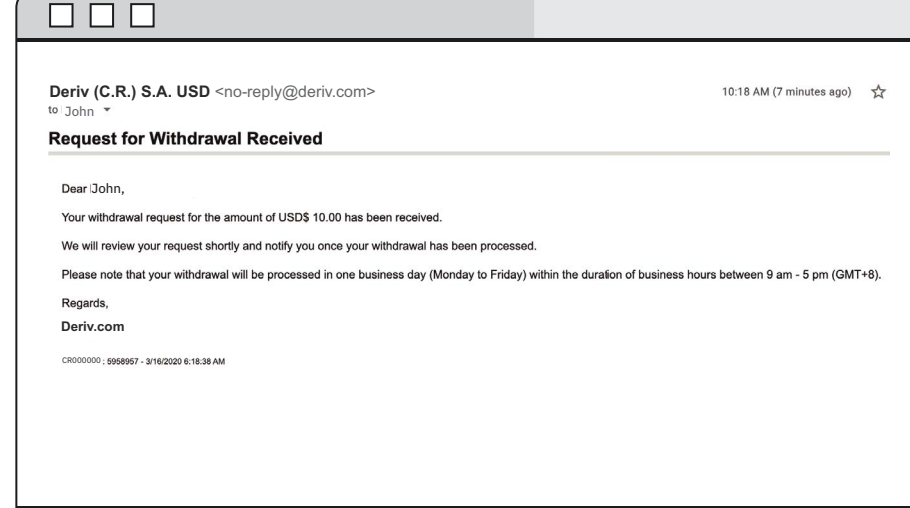 Deriv (C.R.) S.A. USD <no-reply@deriv.com> 10:18 AM (7 minutes ago)
to John
Request for Withdrawal Received
Dear John,
Your withdrawal request for the amount of USD$ 10.00 has been received.
We will review your request shortly and notify you once your withdrawal has been processed.
Please note that your withdrawal will be processed in one business day (Monday to Friday) within the duration of business hours between 9 am - 5 pm (GMT+8).
Regards,
Deriv.com
CR000000 ; 5958957 - 3/16/2020 6:18:38 AM